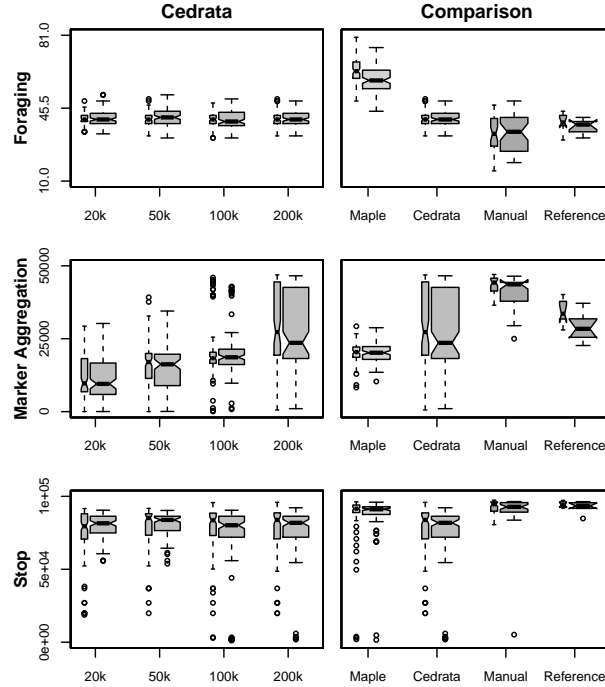 Cedrata Comparison
Foraging
81.0
45.5
10.0
20k 50k 100k 200k
Maple Cedrata Manual Reference
Marker Aggregation
50000
25000
0
20k 50k 100k 200k
Maple Cedrata Manual Reference
Stop
1e+05
5e+04
0e+00
20k 50k 100k 200k
Maple Cedrata Manual Reference